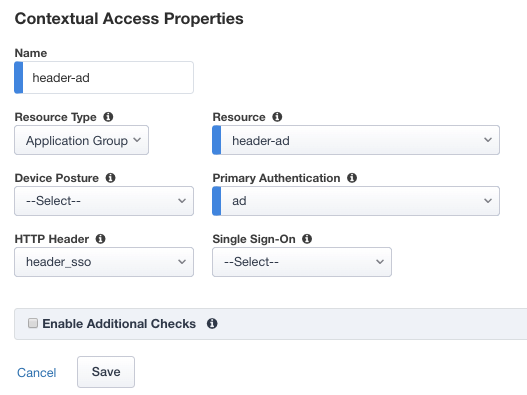 Contextual Access Properties
Name
header-ad
Resource Type Resource
Application Group header-ad
Device Posture Primary Authentication
--Select-- ad
HTTP Header Single Sign-On
header_sso --Select--
Enable Additional Checks
Cancel Save